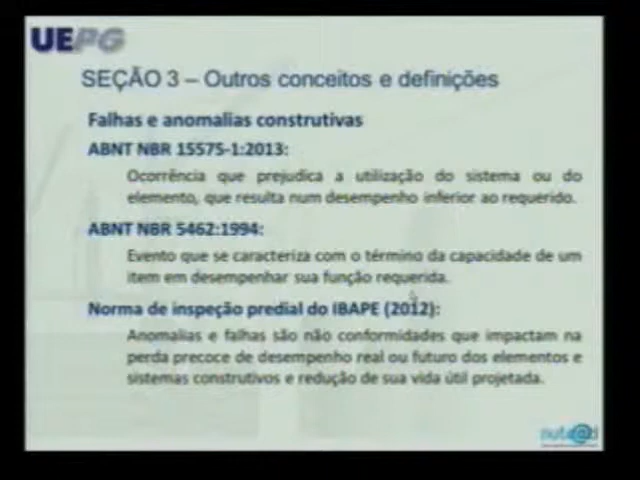 UEPG
SEÇÃO 3 – Outros conceitos e definições
Falhas e anomalias construtivas
ABNT NBR 15575-1:2013:
Ocorrência que prejudica a utilização do sistema ou do
elemento, que resulta num desempenho inferior ao requerido.
ABNT NBR 5462:1994:
Evento que se caracteriza com o término da capacidade de um
item em desempenhar sua função requerida.
Norma de inspeção predial do IBAPE (2012):
Anomalias e falhas são não conformidades que impactam na
perda precoce de desempenho real ou futuro dos elementos e
sistemas construtivos e redução de sua vida útil projetada.
nute@d